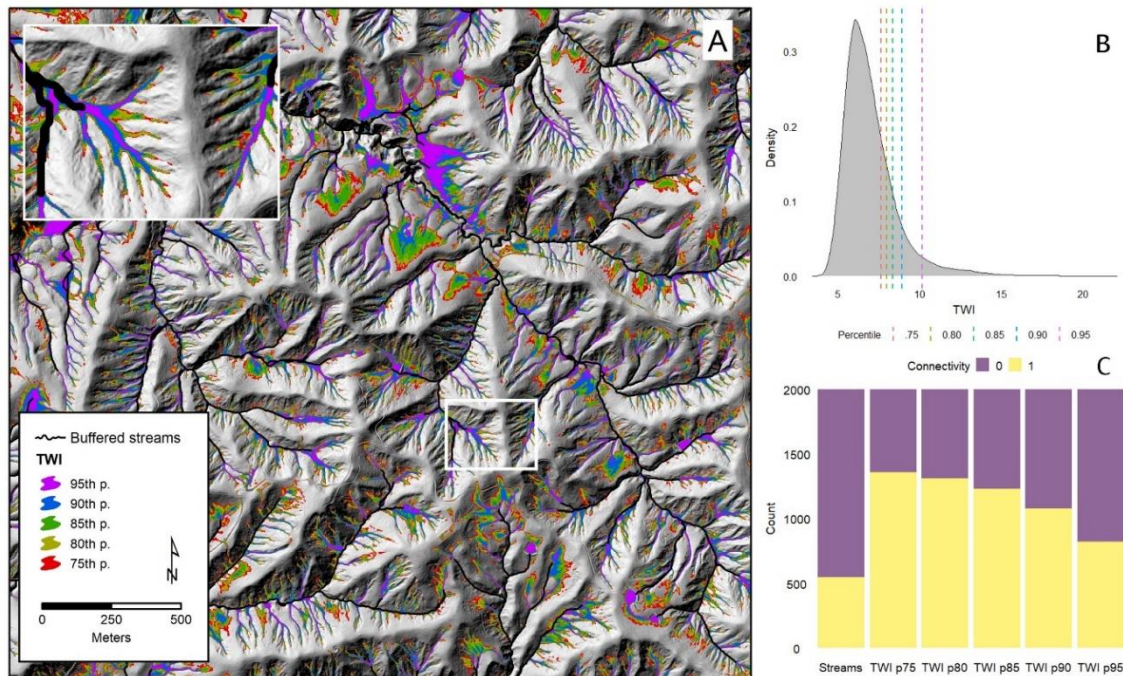 A
Buffered streams
TWI
95th p.
90th p.
85th p.
80th p.
75th p.
N
0 250 500
Meters
B
Density
0.3
0.2
0.1
0.0
5 10 15 20
TWI
Percentile .75 0.80 0.85 0.90 0.95
Connectivity 0 1
C
Count
2000
1500
1000
500
0
Streams TWI p75 TWI p80 TWI p85 TWI p90 TWI p95